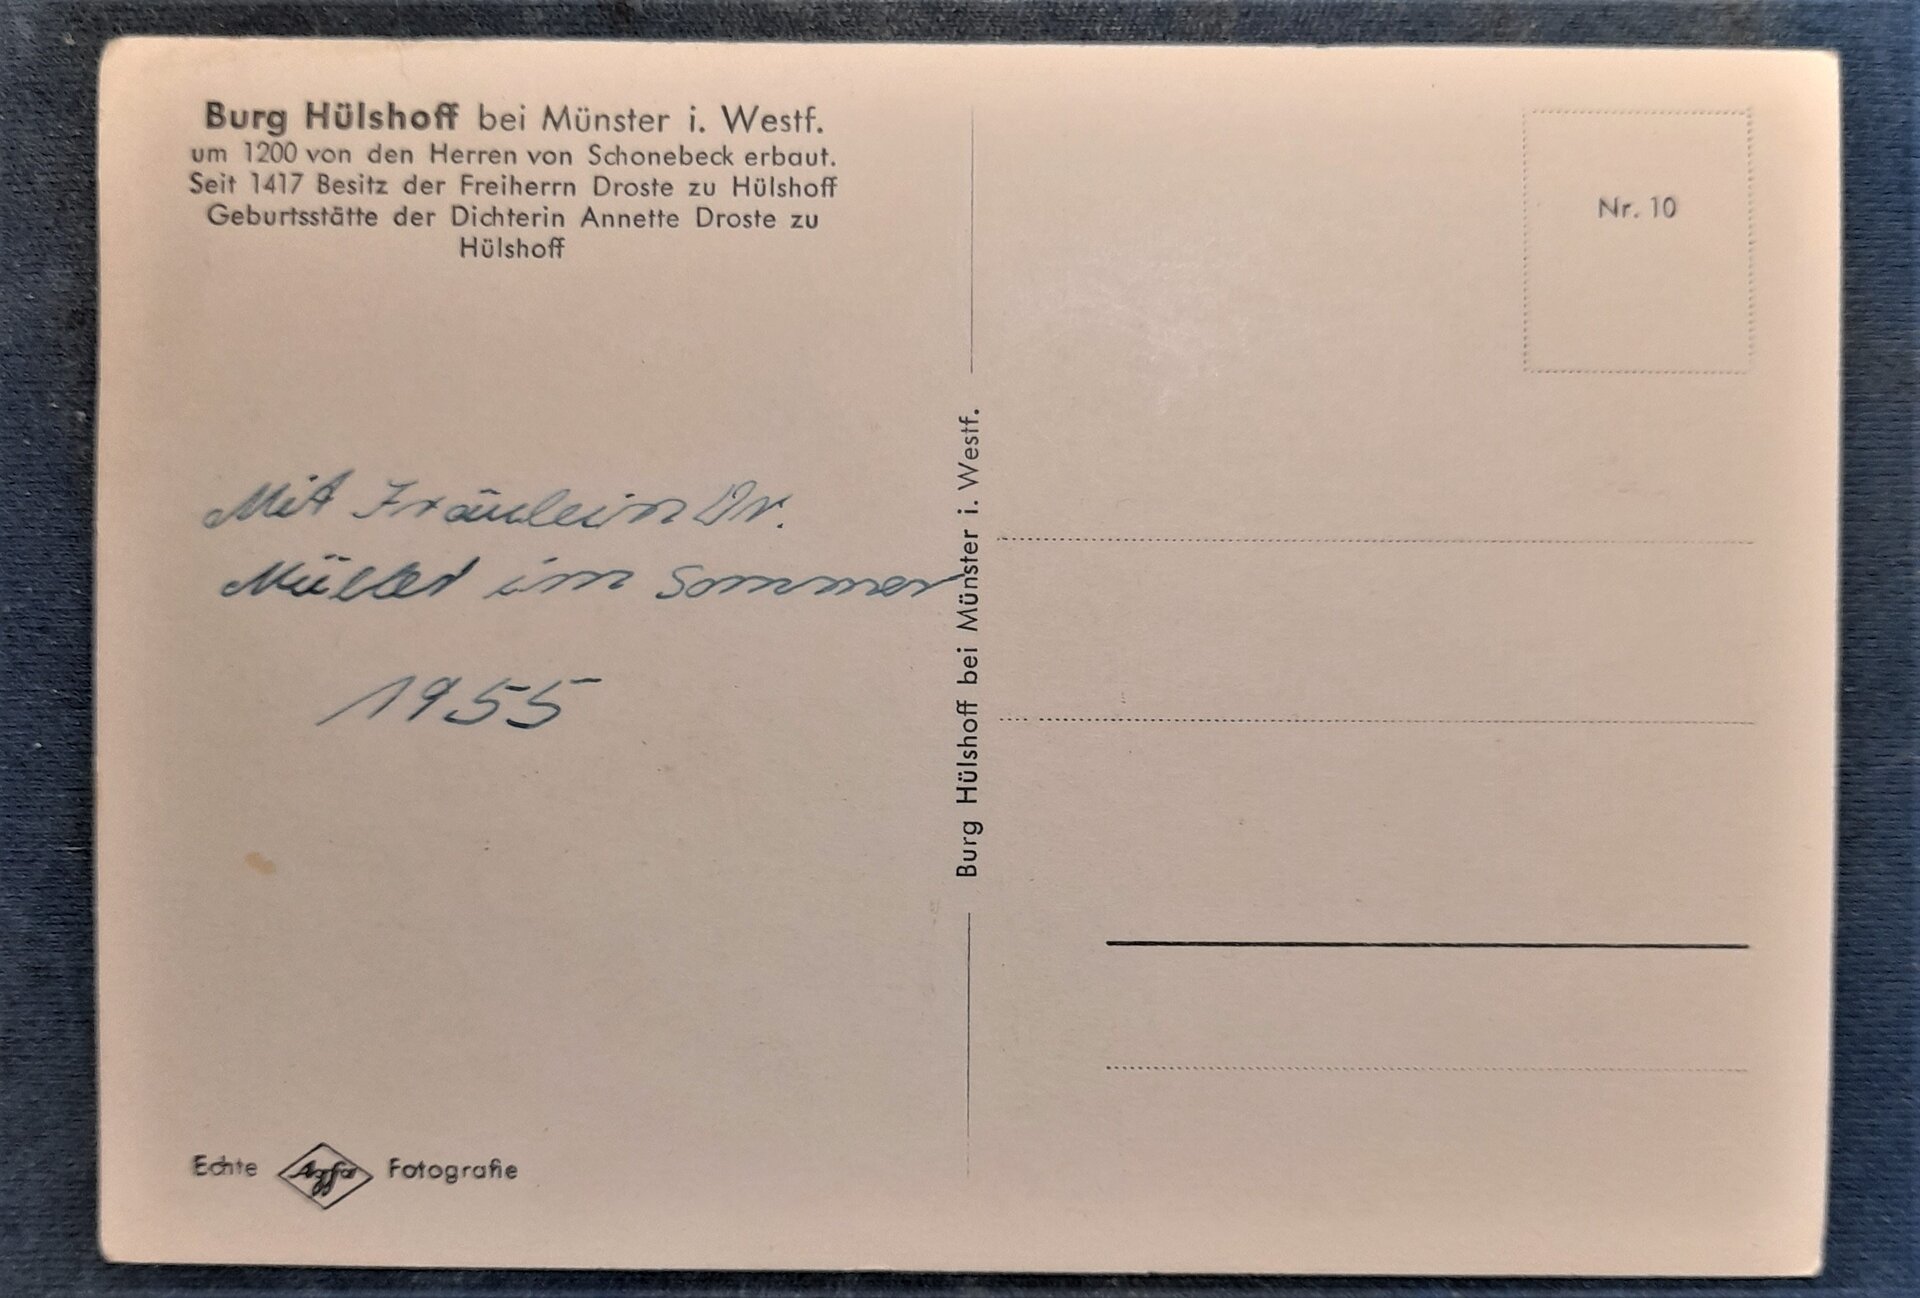 Burg Hülshoff bei Münster i. Westf.
um 1200 von den Herren von Schonebeck erbaut.
Seit 1417 Besitz der Freiherrn Droste zu Hülshoff
Geburtsstätte der Dichterin Annette Droste zu
Hülshoff
Mit Fräulein Dr.
Müller im Sommer
1955
Echte Agfa Fotografie
Burg Hülshoff bei Münster i. Westf.
Nr. 10